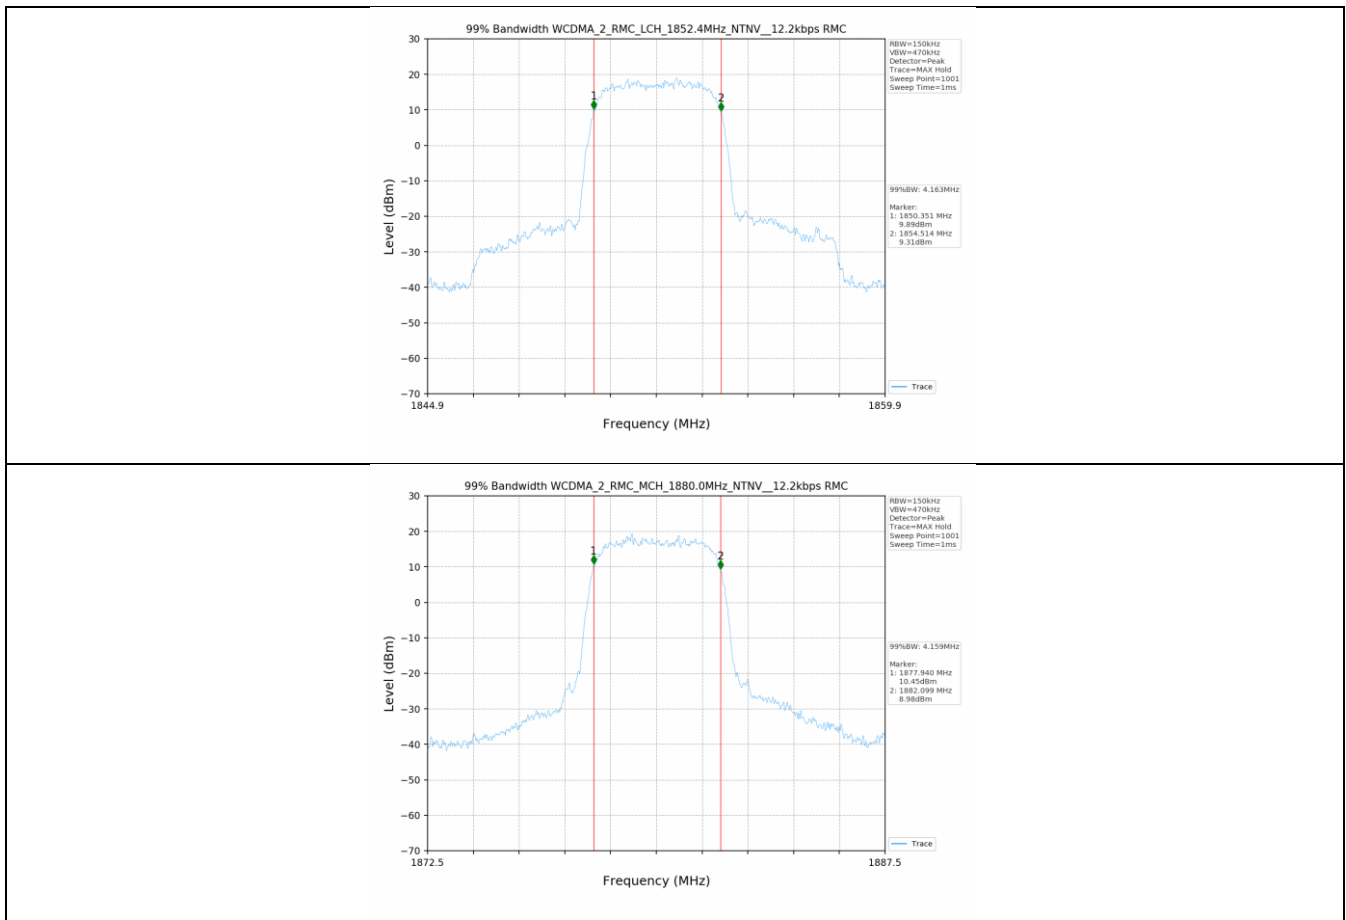 99% Bandwidth WCDMA_2_RMC_LCH_1852.4MHz_NTNV__12.2kbps RMC
30
20
10
0
−10
−20
−30
−40
−50
−60
−70
Level (dBm)
1
2
RBW=150kHz
VBW=470kHz
Detector=Peak
Trace=MAX Hold
Sweep Point=1001
Sweep Time=1ms
99%BW: 4.163MHz
Marker:
1: 1850.351 MHz
9.89dBm
2: 1854.514 MHz
9.31dBm
Trace
1844.9
1859.9
Frequency (MHz)
99% Bandwidth WCDMA_2_RMC_MCH_1880.0MHz_NTNV__12.2kbps RMC
30
20
10
0
−10
−20
−30
−40
−50
−60
−70
Level (dBm)
1
2
RBW=150kHz
VBW=470kHz
Detector=Peak
Trace=MAX Hold
Sweep Point=1001
Sweep Time=1ms
99%BW: 4.159MHz
Marker:
1: 1877.940 MHz
10.45dBm
2: 1882.099 MHz
8.98dBm
Trace
1872.5
1887.5
Frequency (MHz)